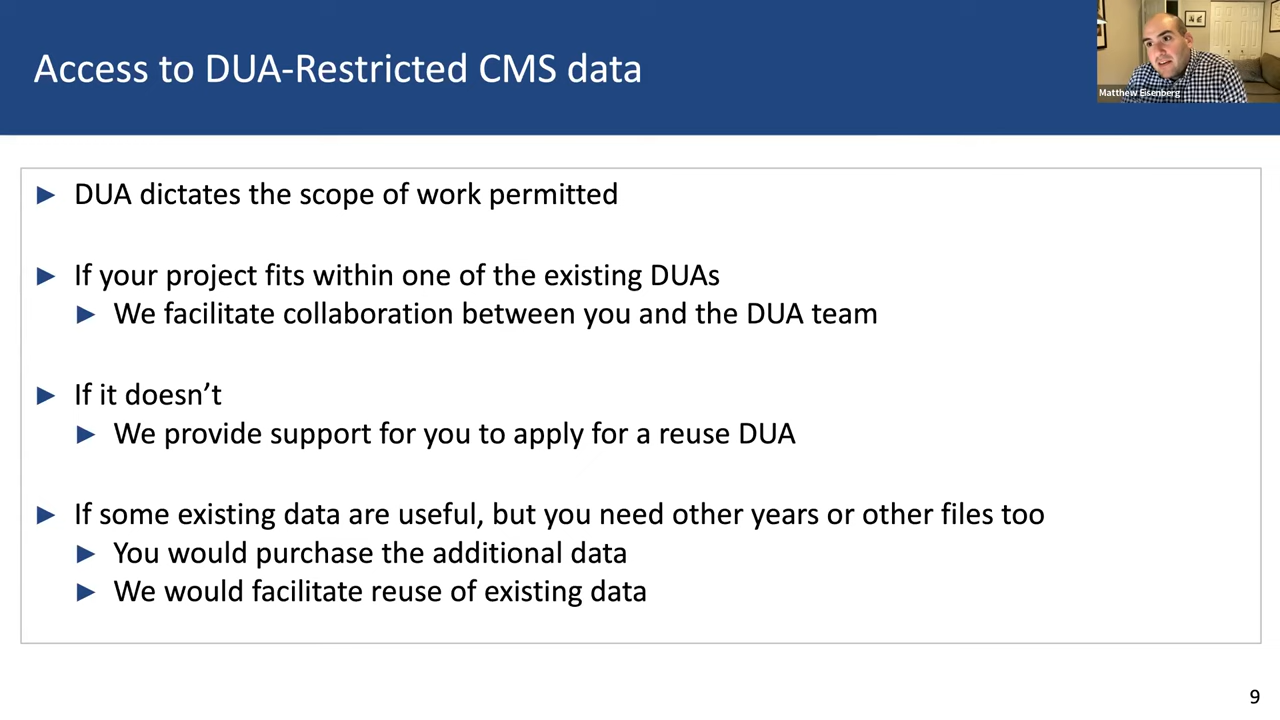 Access to DUA-Restricted CMS data
Matthew Eisenberg
► DUA dictates the scope of work permitted
► If your project fits within one of the existing DUAs
► We facilitate collaboration between you and the DUA team
► If it doesn’t
► We provide support for you to apply for a reuse DUA
► If some existing data are useful, but you need other years or other files too
► You would purchase the additional data
► We would facilitate reuse of existing data
9